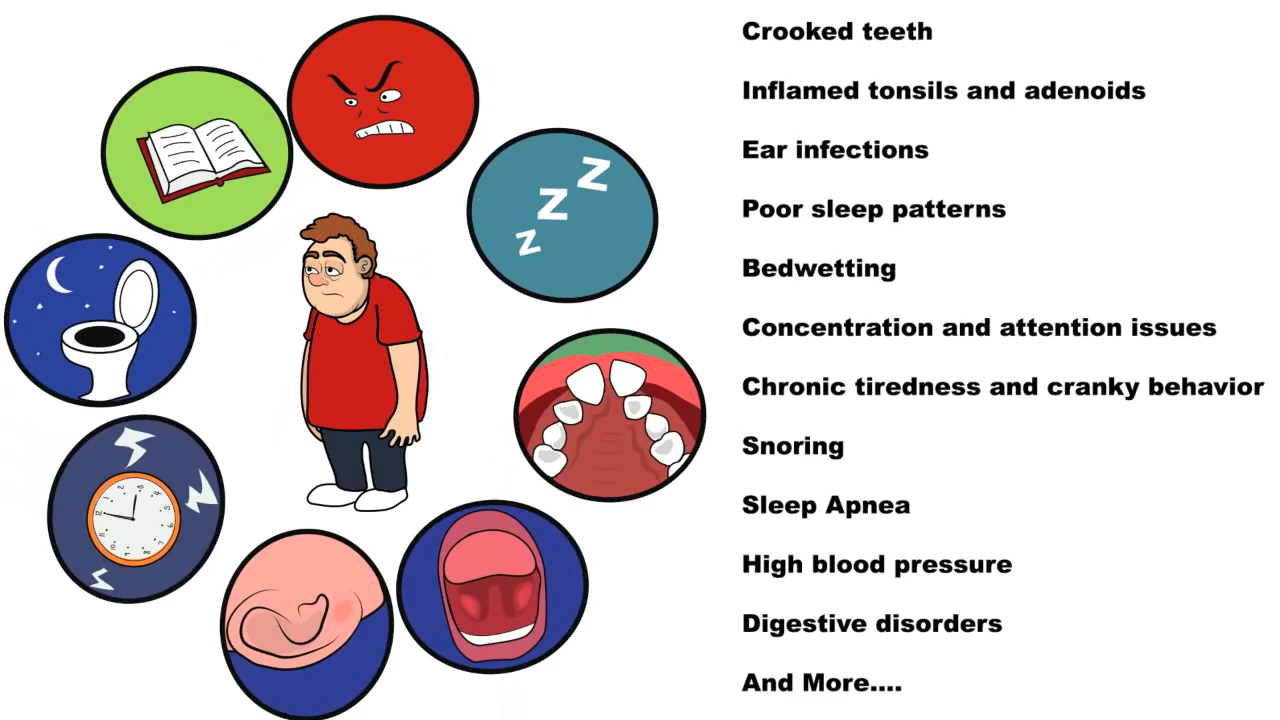 Crooked teeth
Inflamed tonsils and adenoids
Ear infections
Poor sleep patterns
Bedwetting
Concentration and attention issues
Chronic tiredness and cranky behavior
Snoring
Sleep Apnea
High blood pressure
Digestive disorders
And More....
z
z
z